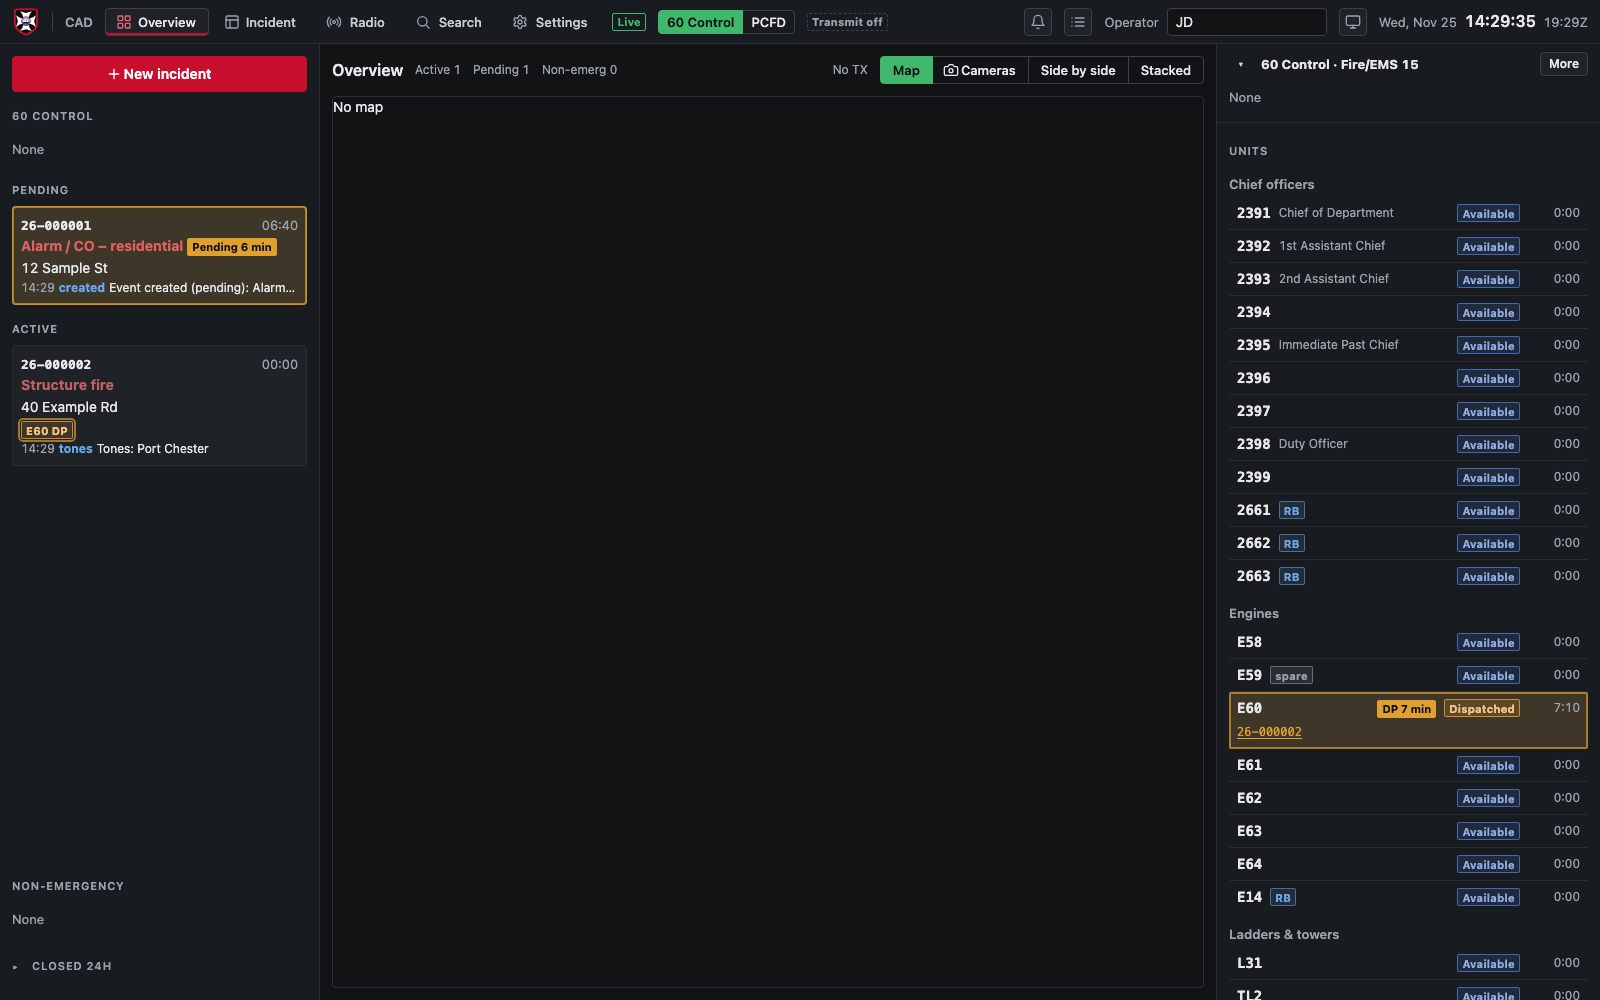 CAD Overview Incident Radio Search Settings Live 60 Control PCFD Transmit off Operator JD Wed, Nov 25 14:29:35 19:29Z
+ New incident
60 CONTROL
None
PENDING
26-000001 06:40
Alarm / CO – residential Pending 6 min
12 Sample St
14:29 created Event created (pending): Alarm...
ACTIVE
26-000002 00:00
Structure fire
40 Example Rd
E60 DP
14:29 tones Tones: Port Chester
NON-EMERGENCY
None
CLOSED 24H
Overview Active 1 Pending 1 Non-emerg 0 No TX Map Cameras Side by side Stacked
No map
60 Control · Fire/EMS 15 More
None
UNITS
Chief officers
2391 Chief of Department Available 0:00
2392 1st Assistant Chief Available 0:00
2393 2nd Assistant Chief Available 0:00
2394 Available 0:00
2395 Immediate Past Chief Available 0:00
2396 Available 0:00
2397 Available 0:00
2398 Duty Officer Available 0:00
2399 Available 0:00
2661 RB Available 0:00
2662 RB Available 0:00
2663 RB Available 0:00
Engines
E58 Available 0:00
E59 spare Available 0:00
E60 DP 7 min Dispatched 7:10
26-000002
E61 Available 0:00
E62 Available 0:00
E63 Available 0:00
E64 Available 0:00
E14 RB Available 0:00
Ladders & towers
L31 Available 0:00
TL2 Available 0:00